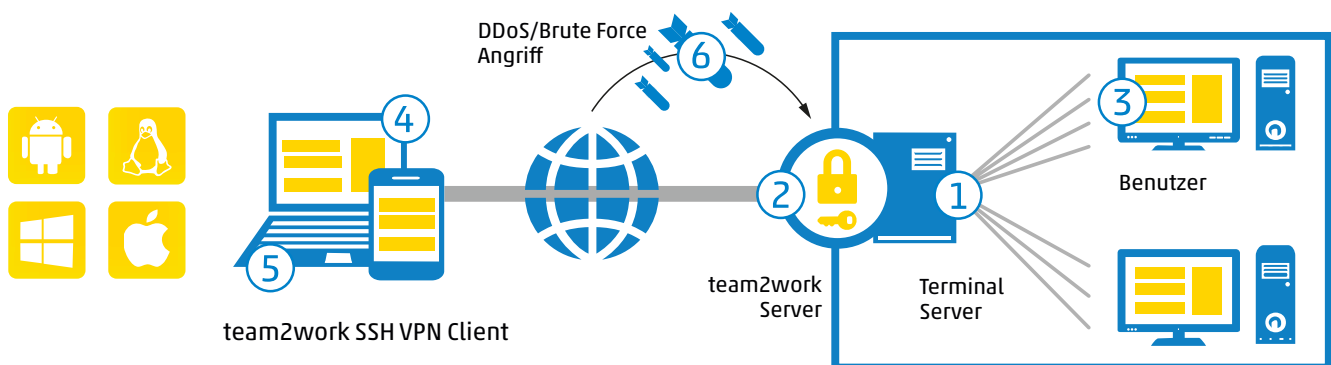 DDoS/Brute Force
Angriff
6
4
3
2
1
Benutzer
5
team2work
Server
Terminal
Server
team2work SSH VPN Client